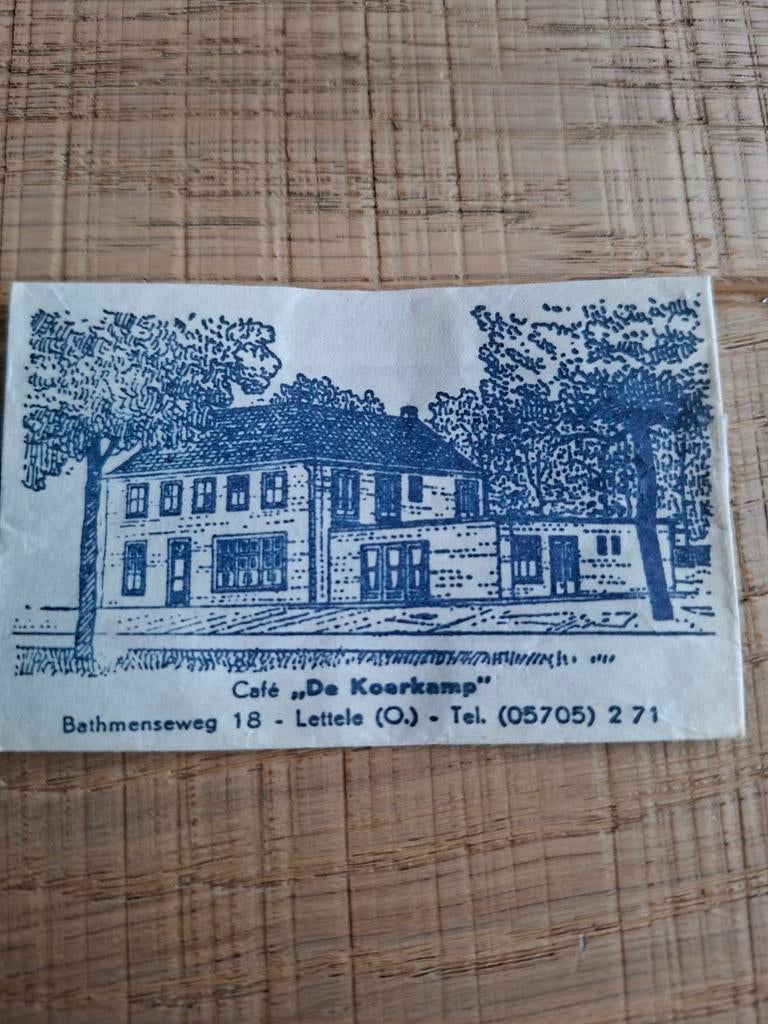 Café „De Koerkamp"
Bathmenseweg 18 - Lettele (O.) - Tel. (05705) 2 71